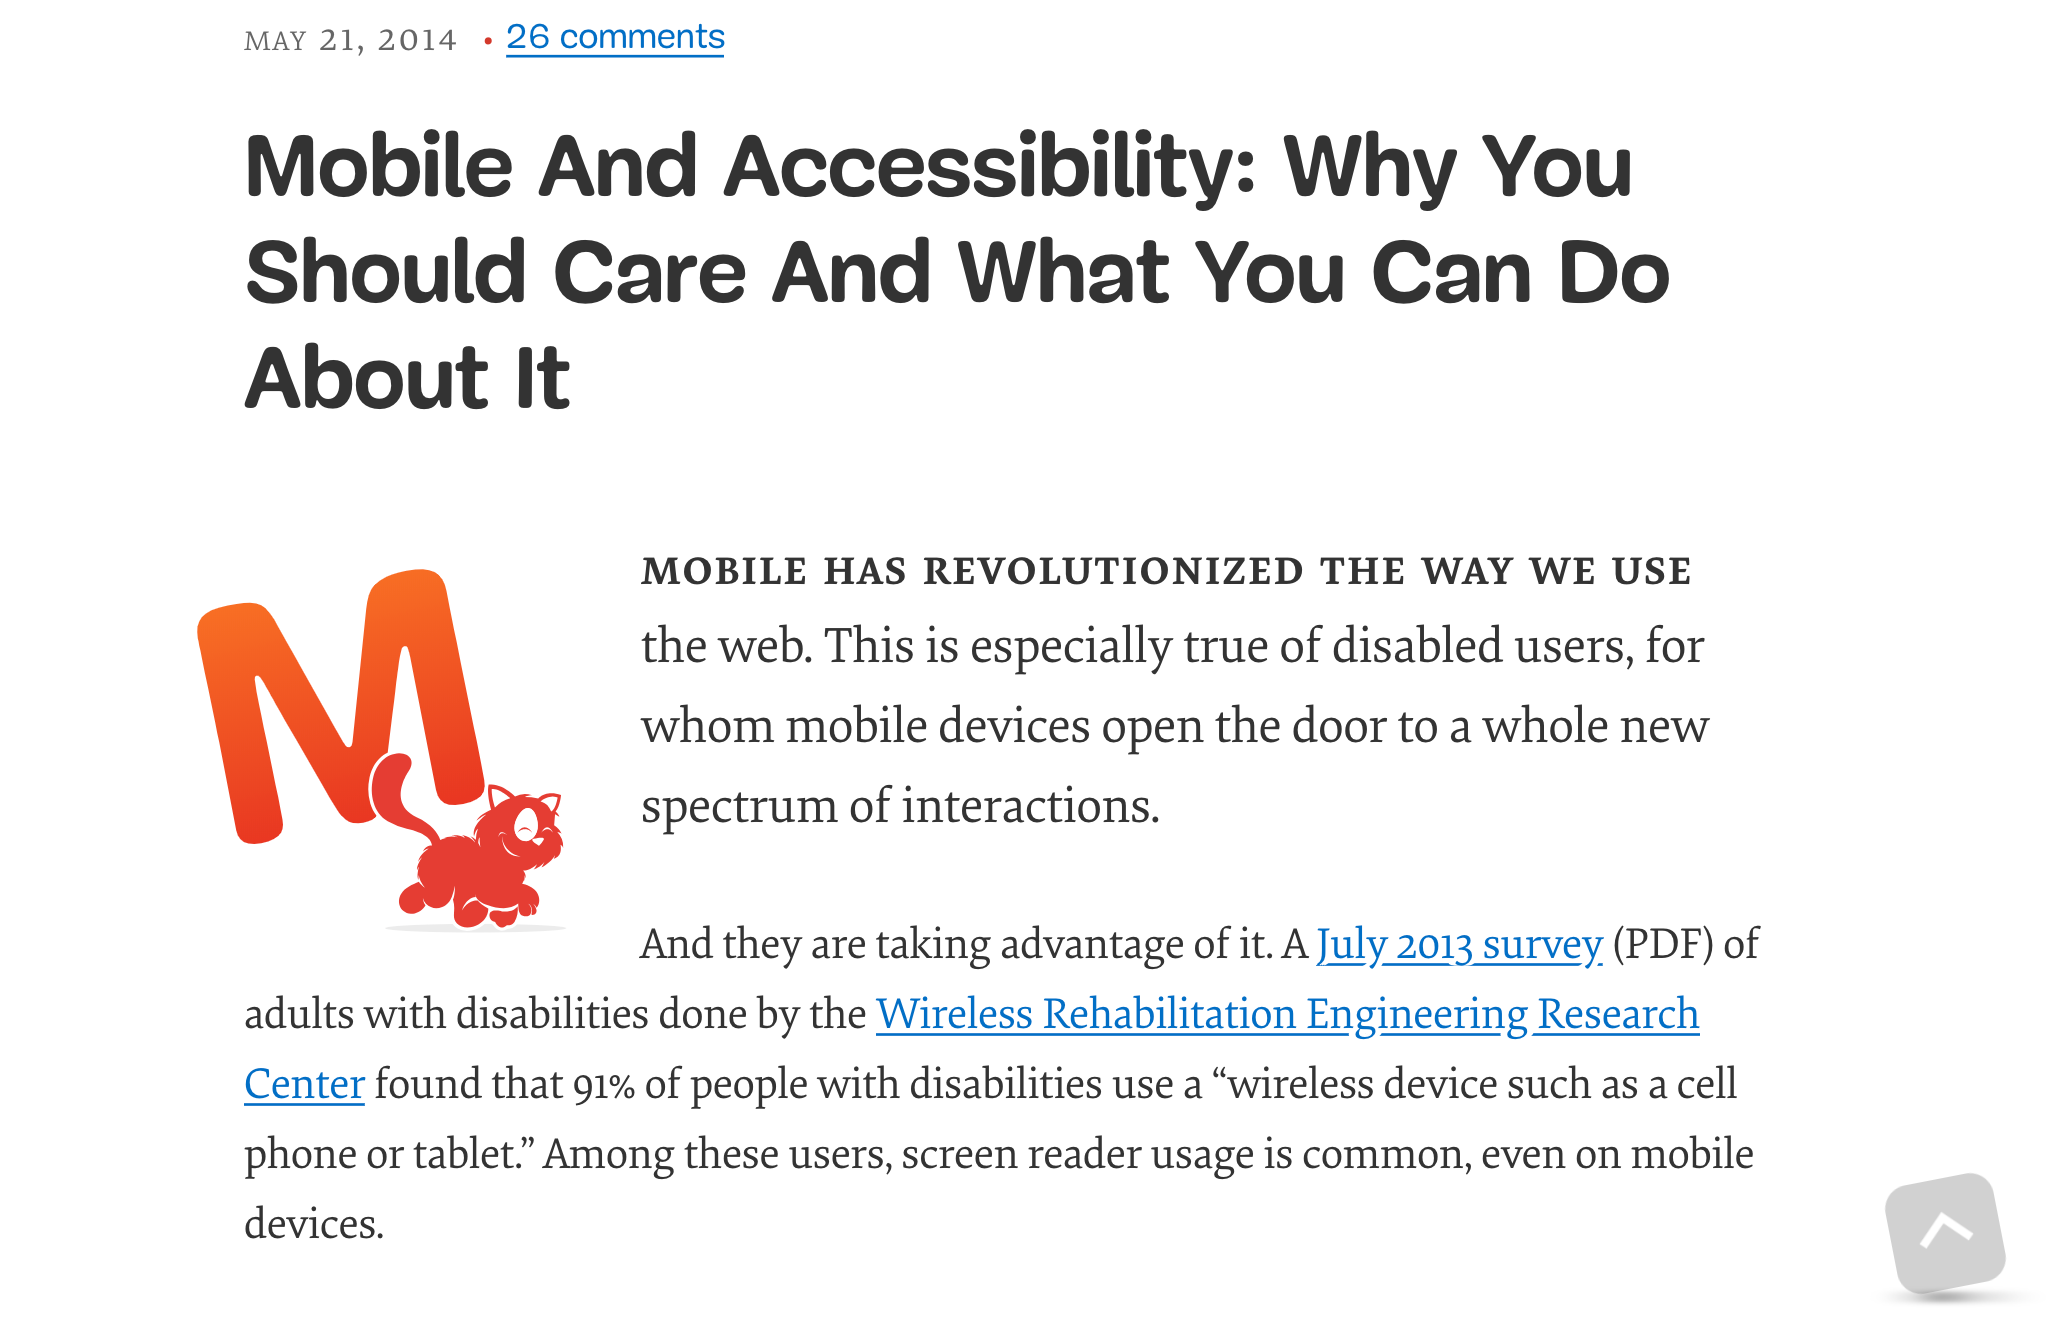 MAY 21, 2014 • 26 comments
Mobile And Accessibility: Why You
Should Care And What You Can Do
About It
M
MOBILE HAS REVOLUTIONIZED THE WAY WE USE
the web. This is especially true of disabled users, for
whom mobile devices open the door to a whole new
spectrum of interactions.
And they are taking advantage of it. A July 2013 survey (PDF) of
adults with disabilities done by the Wireless Rehabilitation Engineering Research
Center found that 91% of people with disabilities use a “wireless device such as a cell
phone or tablet.” Among these users, screen reader usage is common, even on mobile
devices.